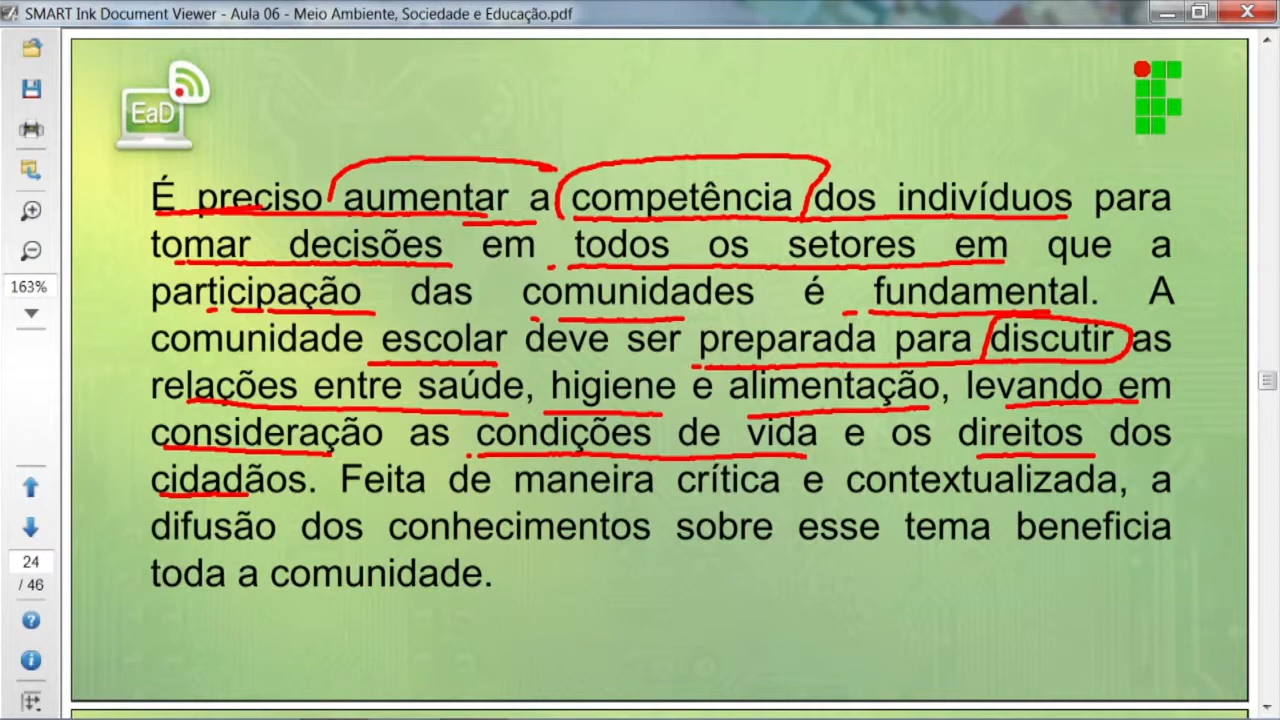 SMART Ink Document Viewer - Aula 06 - Meio Ambiente, Sociedade e Educação.pdf
EaD
163%
24
/ 46
É preciso aumentar a competência dos indivíduos para
tomar decisões em todos os setores em que a
participação das comunidades é fundamental. A
comunidade escolar deve ser preparada para discutir as
relações entre saúde, higiene e alimentação, levando em
consideração as condições de vida e os direitos dos
cidadãos. Feita de maneira crítica e contextualizada, a
difusão dos conhecimentos sobre esse tema beneficia
toda a comunidade.